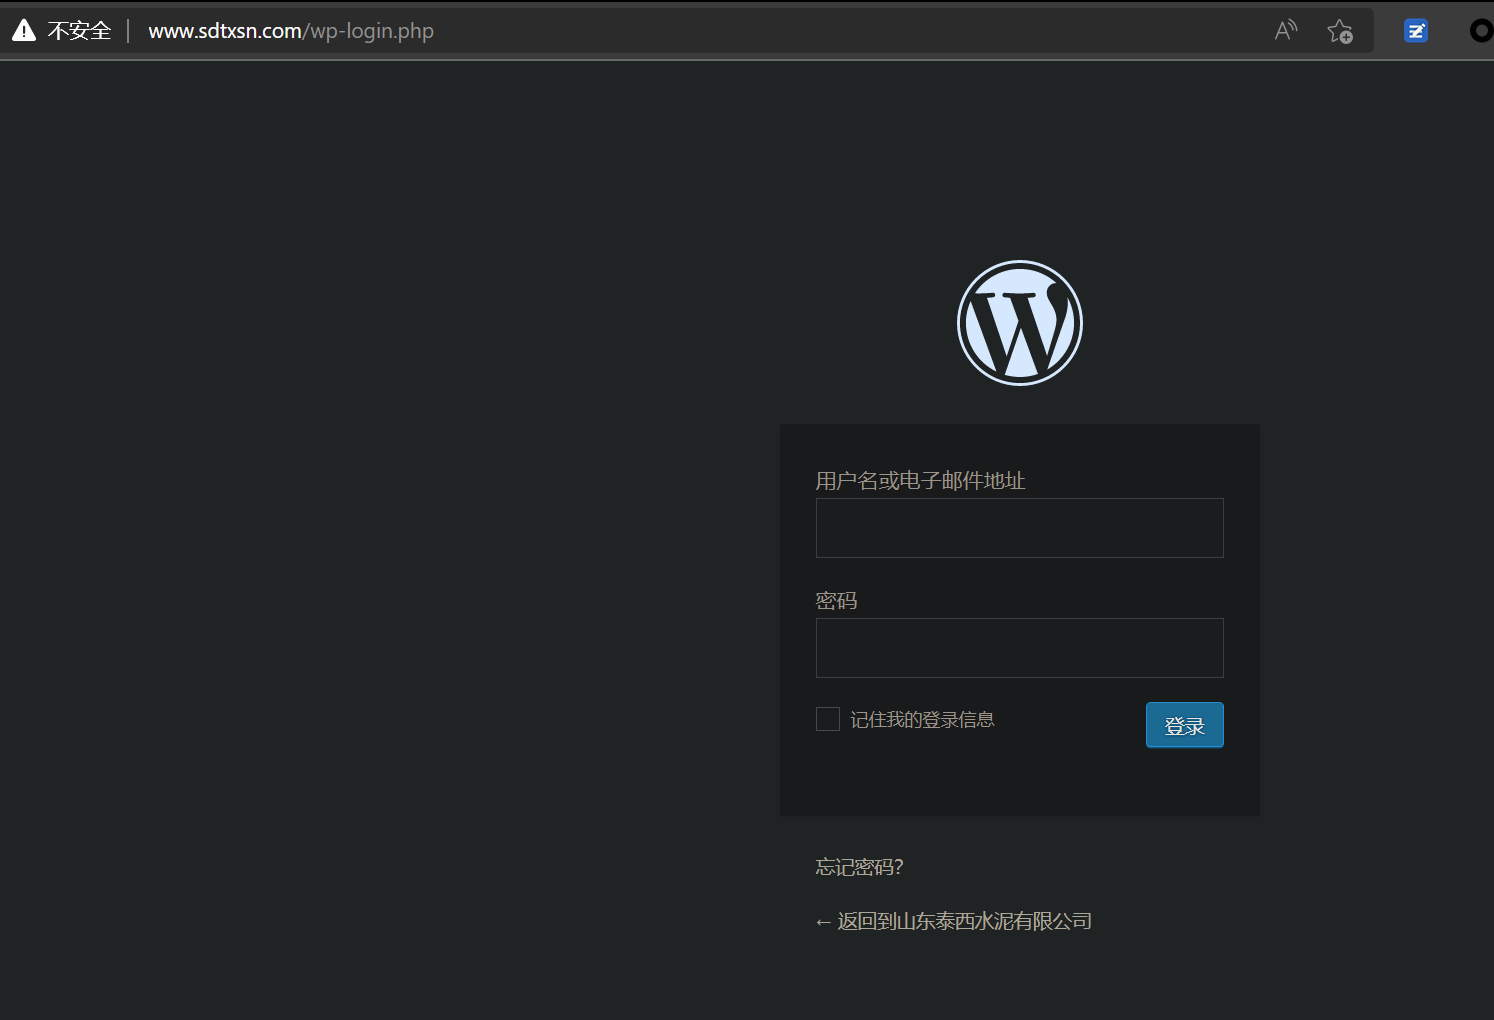 不安全 | www.sdtxsn.com/wp-login.php
用户名或电子邮件地址
密码
记住我的登录信息
登录
忘记密码？
← 返回到山东泰西水泥有限公司